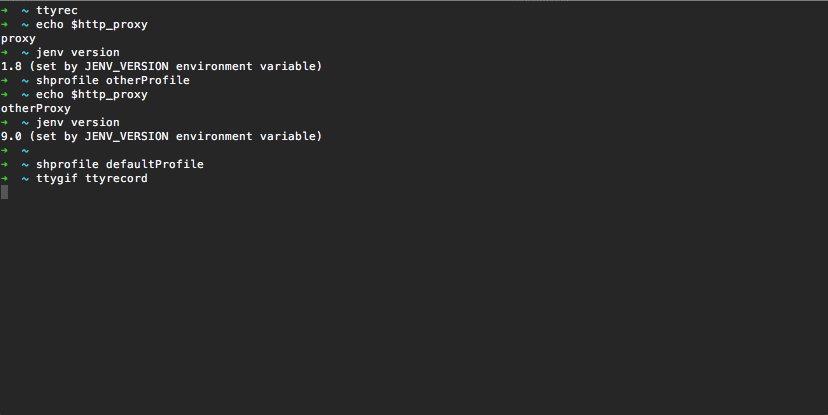 ➜  ~ ttyrec
➜  ~ echo $http_proxy
proxy
➜  ~ jenv version
1.8 (set by JENV_VERSION environment variable)
➜  ~ shprofile otherProfile
➜  ~ echo $http_proxy
otherProxy
➜  ~ jenv version
9.0 (set by JENV_VERSION environment variable)
➜  ~
➜  ~ shprofile defaultProfile
➜  ~ ttygif ttyrecord